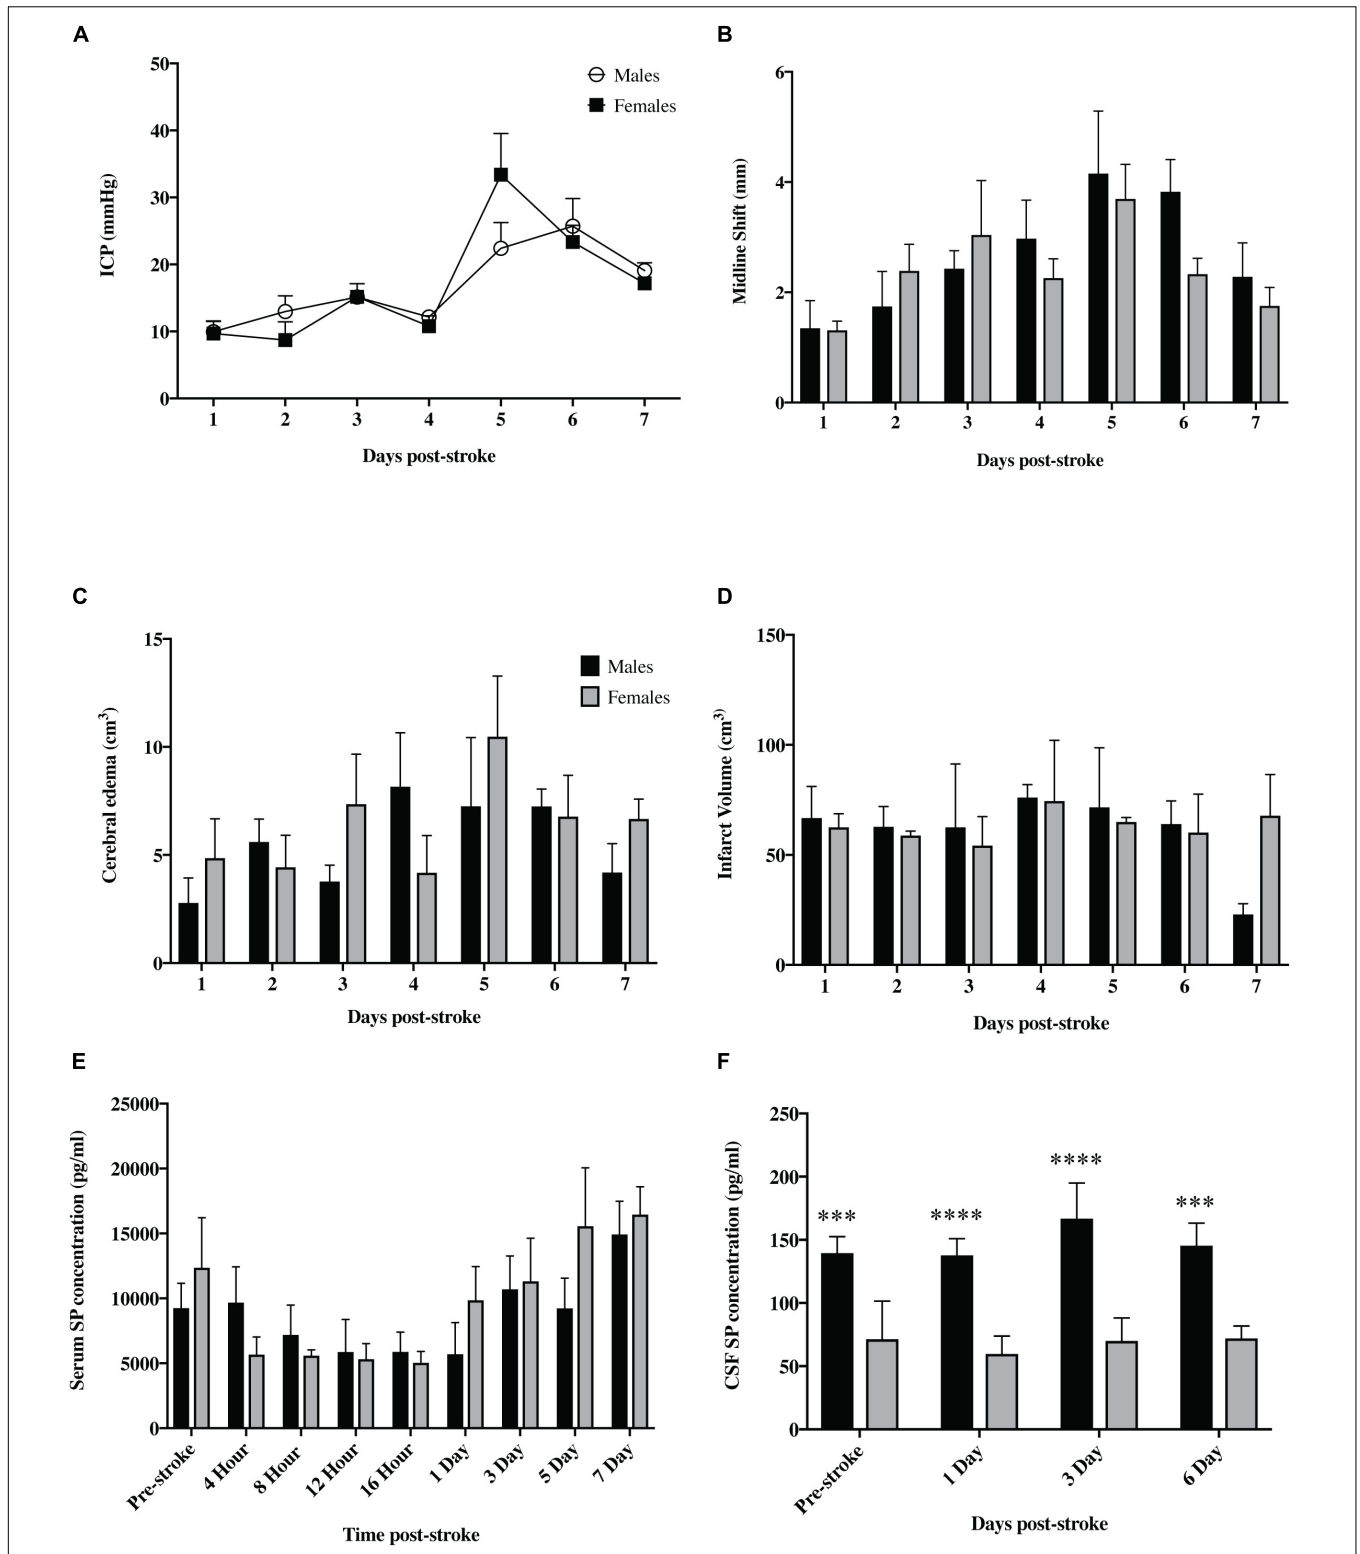 A
50
40
30
20
10
0
ICP (mmHg)
Males
Females
1 2 3 4 5 6 7
Days post-stroke
B
6
4
2
0
Midline Shift (mm)
1 2 3 4 5 6 7
Days post-stroke
C
15
10
5
0
Cerebral edema (cm³)
Males
Females
1 2 3 4 5 6 7
Days post-stroke
D
150
100
50
0
Infarct Volume (cm³)
1 2 3 4 5 6 7
Days post-stroke
E
25000
20000
15000
10000
5000
0
Serum SP concentration (pg/ml)
Pre-stroke
4 Hour
8 Hour
12 Hour
16 Hour
1 Day
3 Day
5 Day
7 Day
Time post-stroke
F
250
200
150
100
50
0
CSF SP concentration (pg/ml)
***
****
****
***
Pre-stroke
1 Day
3 Day
6 Day
Days post-stroke